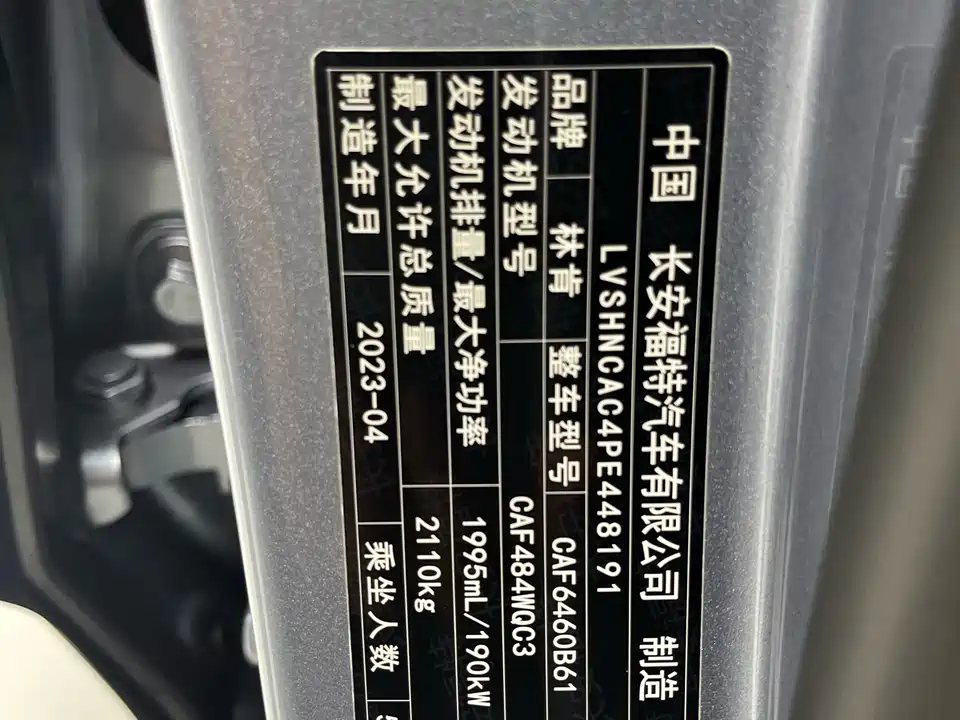 中国 长安福特汽车有限公司 制造
LVSHNCAC4PE448191
品牌 林肯 整车型号 CAF6460B61
发动机型号 CAF484WQC3
发动机排量/最大净功率 1995mL/190kW
最大允许总质量 2110kg
制造年月 2023-04 乘坐人数 5